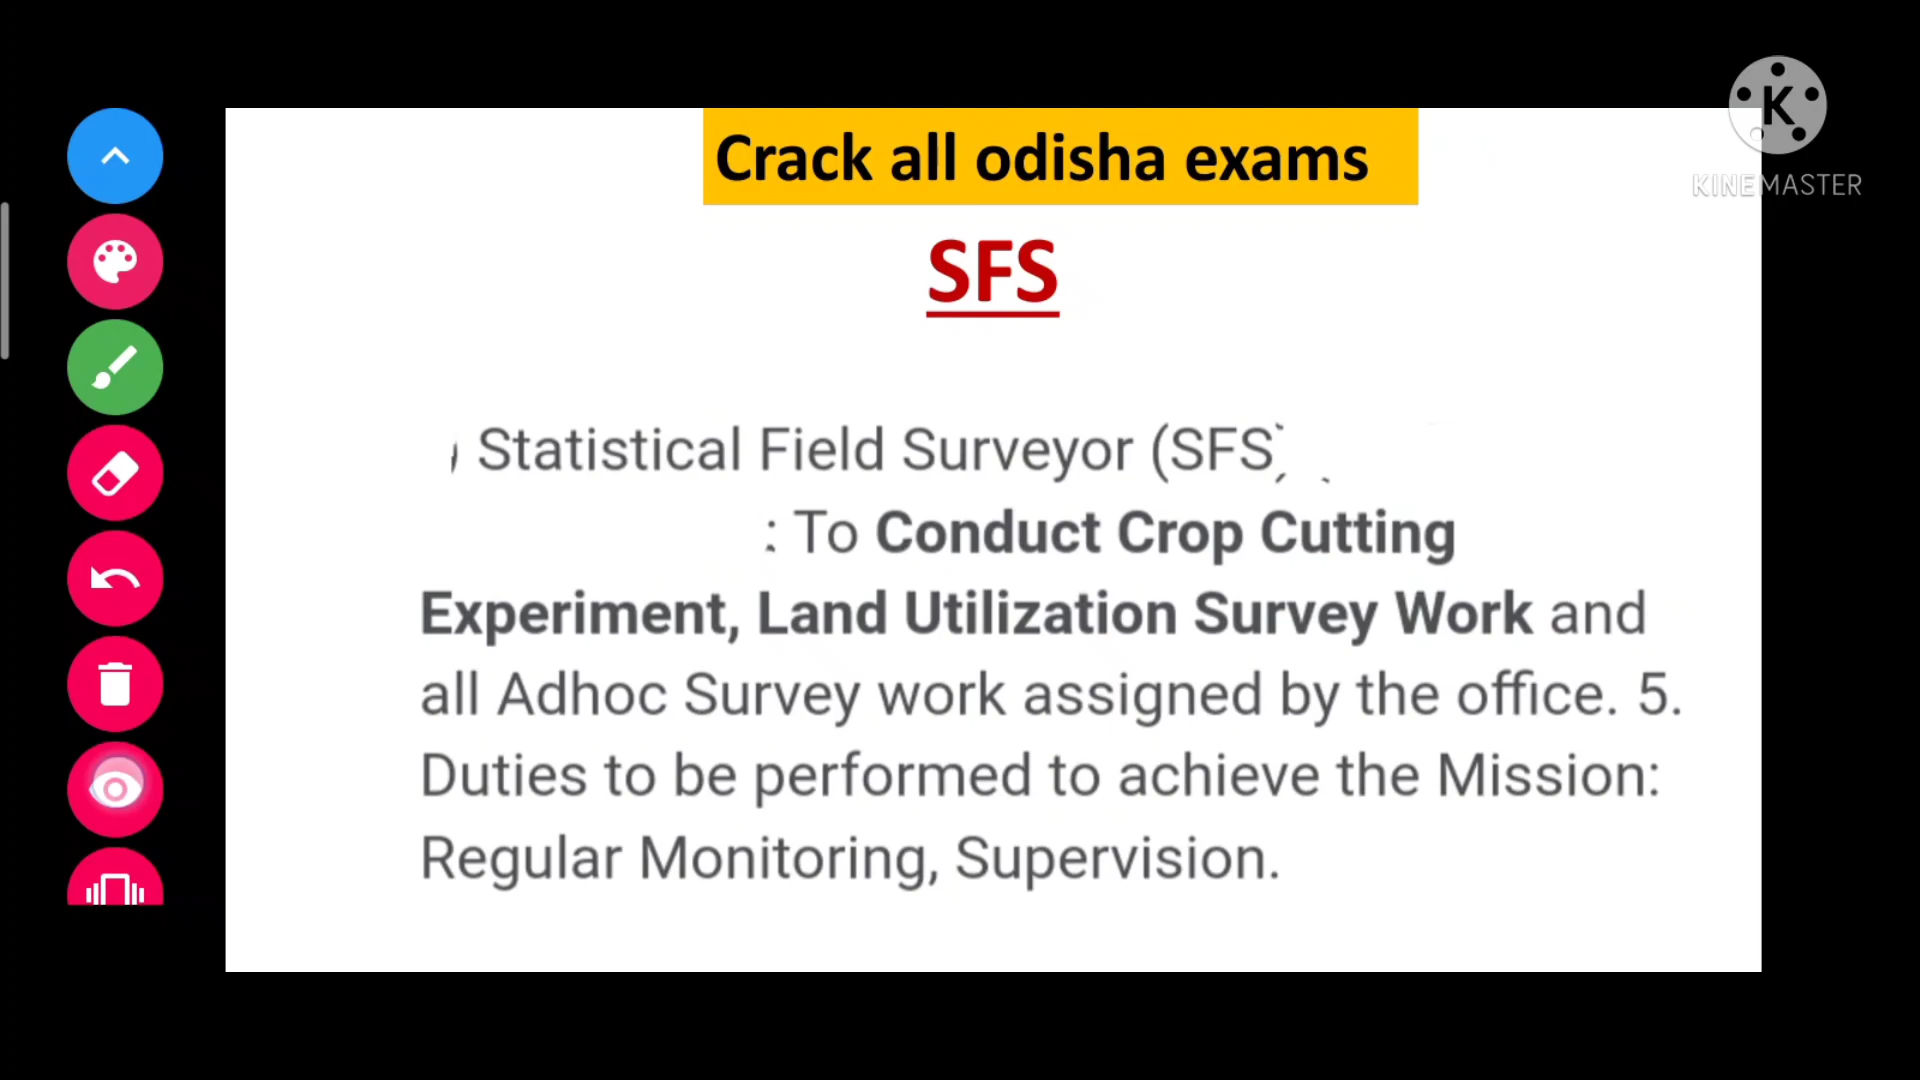 Crack all odisha exams
K
KINEMASTER
SFS
) Statistical Field Surveyor (SFS)
: To Conduct Crop Cutting
Experiment, Land Utilization Survey Work and
all Adhoc Survey work assigned by the office. 5.
Duties to be performed to achieve the Mission:
Regular Monitoring, Supervision.